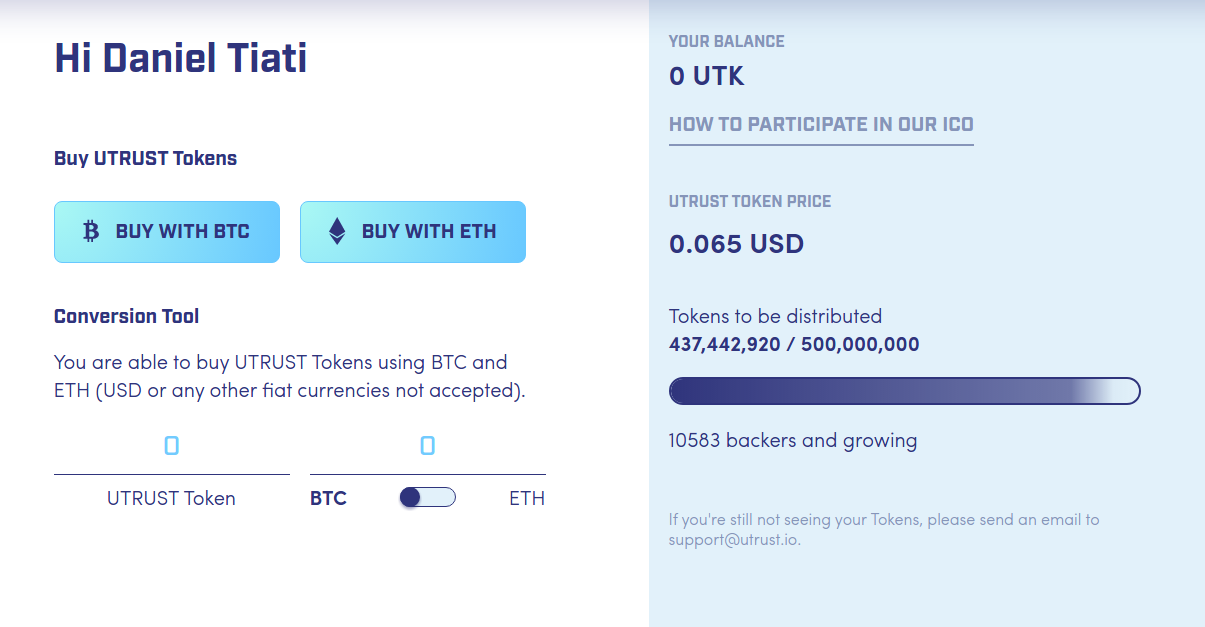 Hi Daniel Tiati
Buy UTRUST Tokens
BUY WITH BTC
BUY WITH ETH
Conversion Tool
You are able to buy UTRUST Tokens using BTC and
ETH (USD or any other fiat currencies not accepted).
0
0
UTRUST Token
BTC
ETH
YOUR BALANCE
0 UTK
HOW TO PARTICIPATE IN OUR ICO
UTRUST TOKEN PRICE
0.065 USD
Tokens to be distributed
437,442,920 / 500,000,000
10583 backers and growing
If you're still not seeing your Tokens, please send an email to
support@utrust.io.